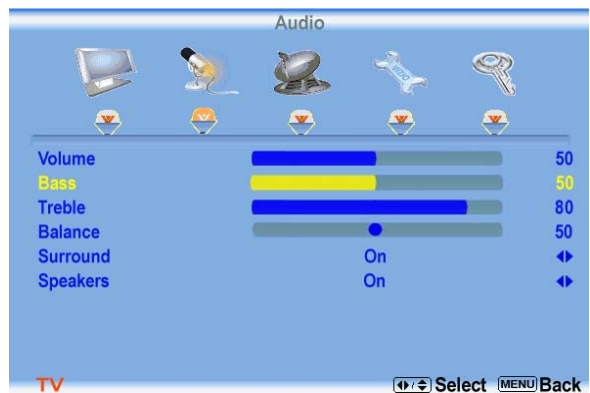 Audio
Volume 50
Bass 50
Treble 80
Balance 50
Surround On
Speakers On
TV Select MENU Back